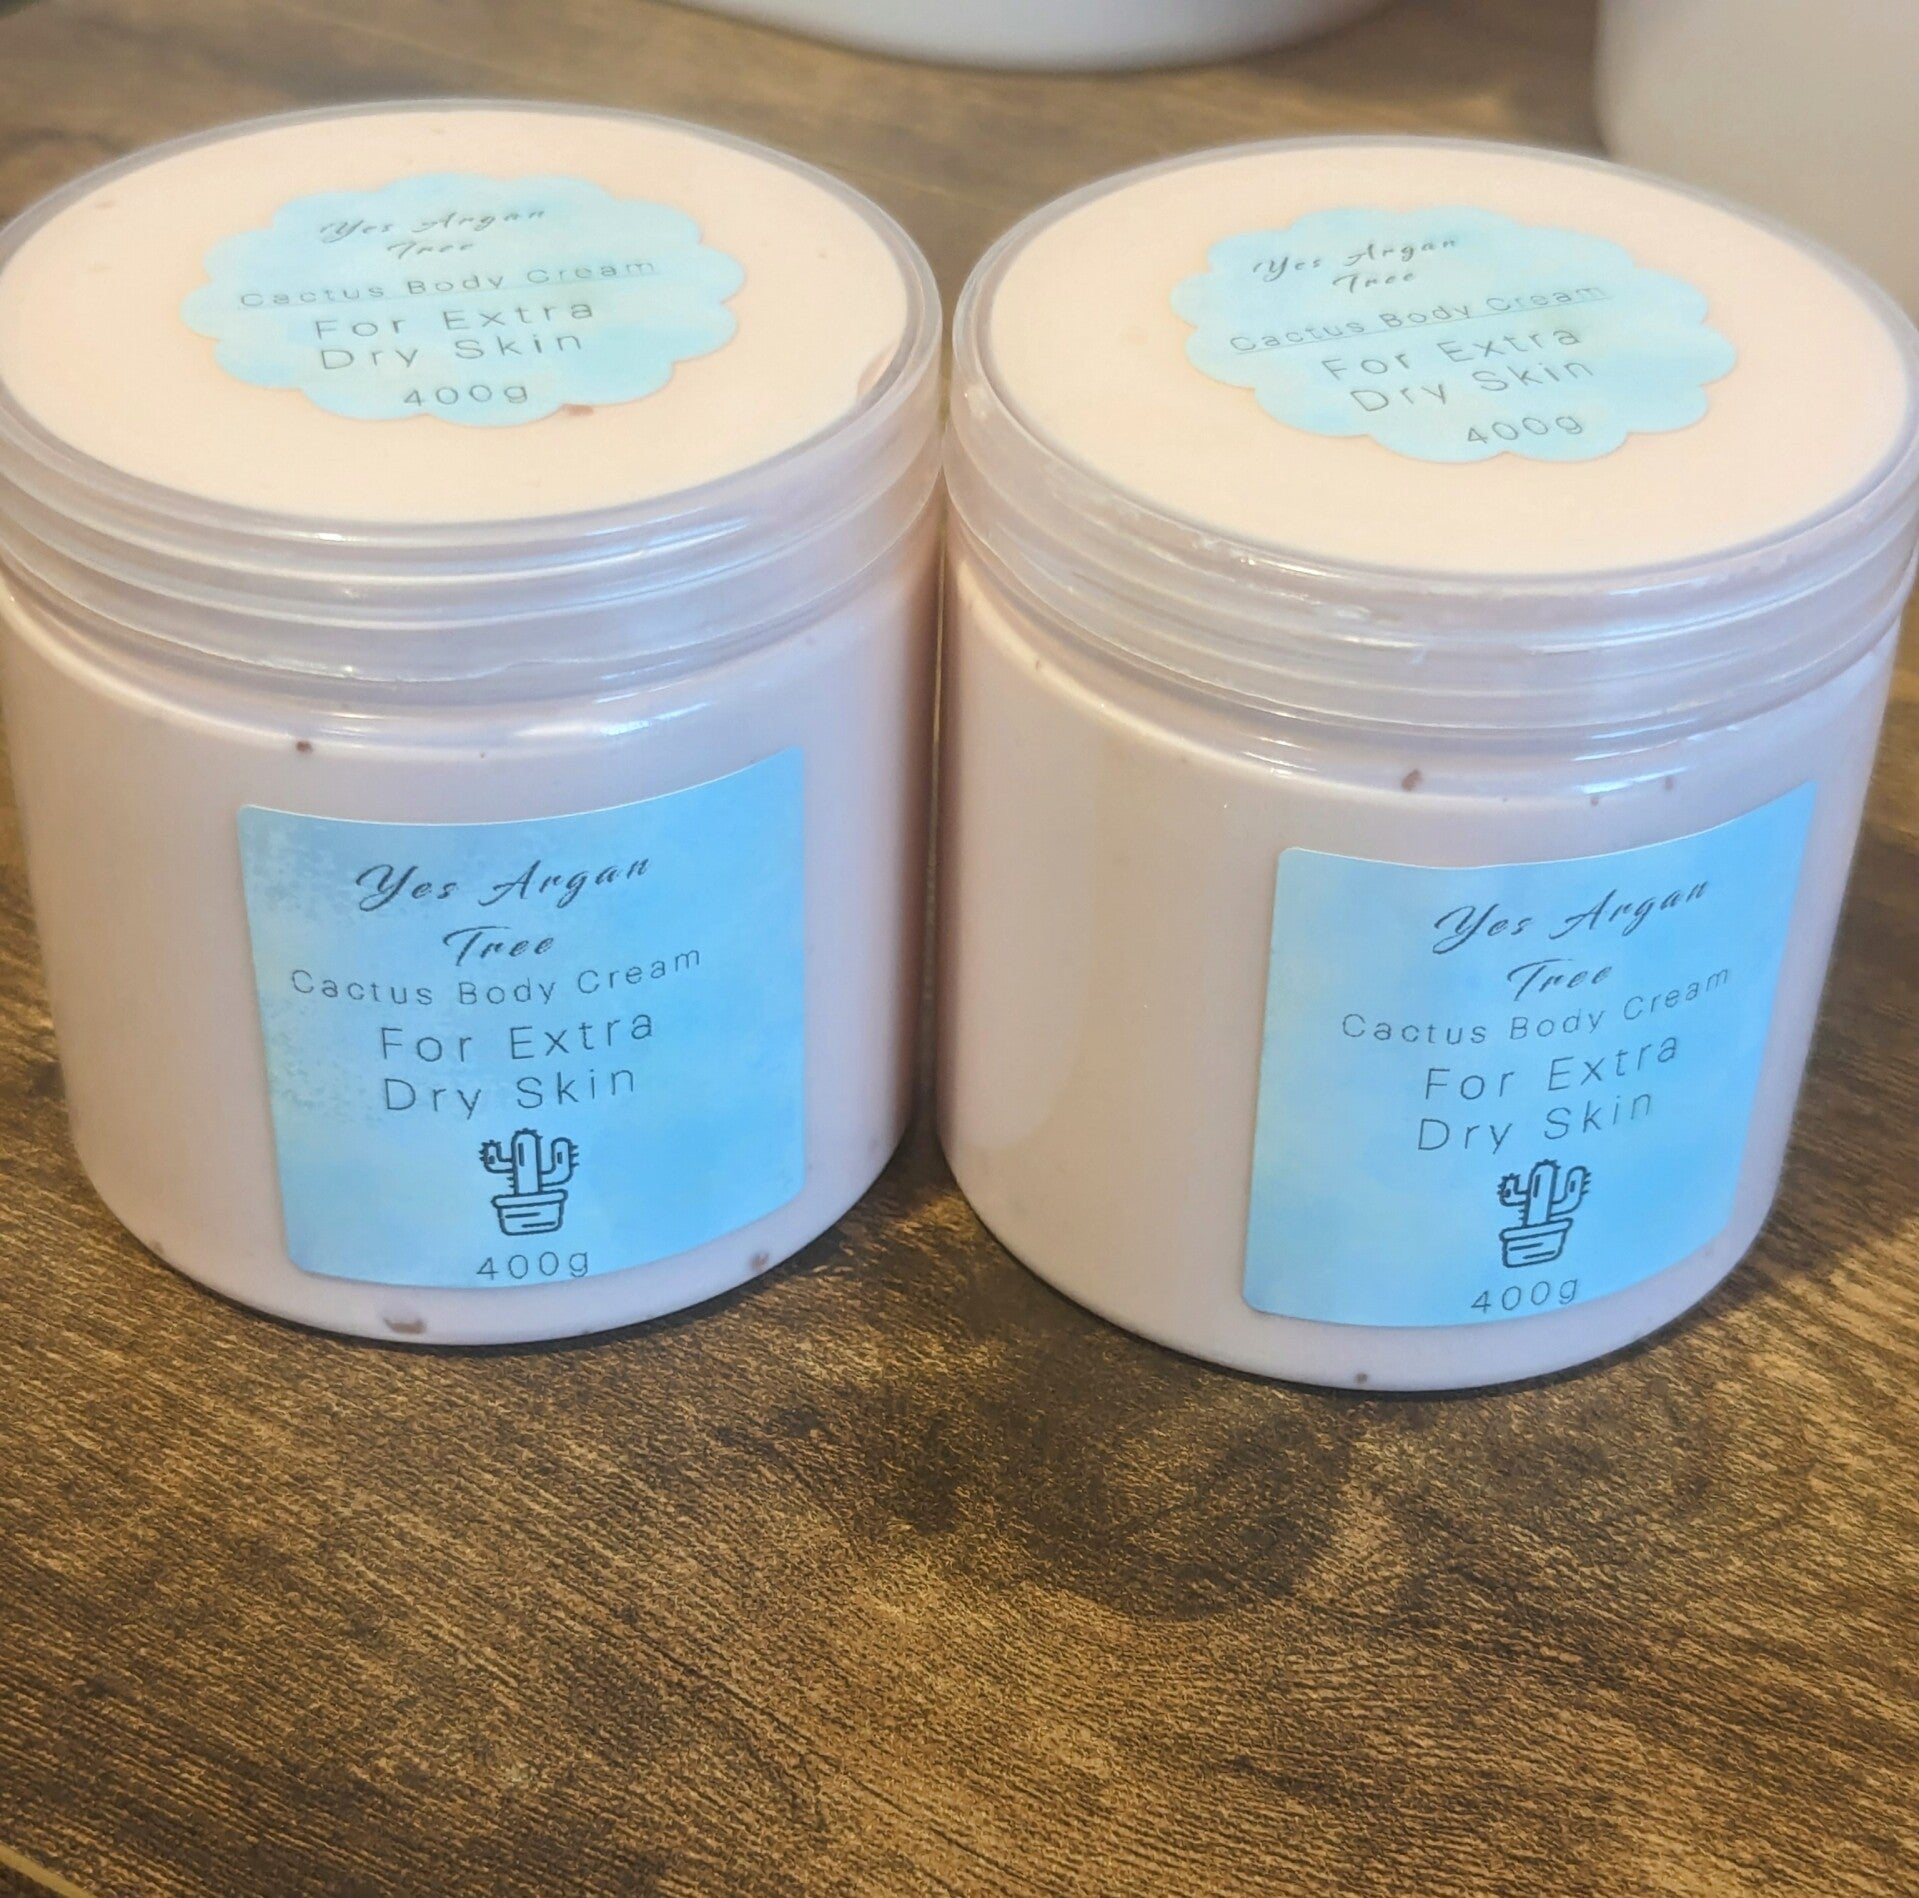 Yes Argan
Tree
Cactus Body Cream
For Extra
Dry Skin
400g
Yes Argan
Tree
Cactus Body Cream
For Extra
Dry Skin
400g
Yes Argan
Tree
Cactus Body Cream
For Extra
Dry Skin
400g
Yes Argan
Tree
Cactus Body Cream
For Extra
Dry Skin
400g